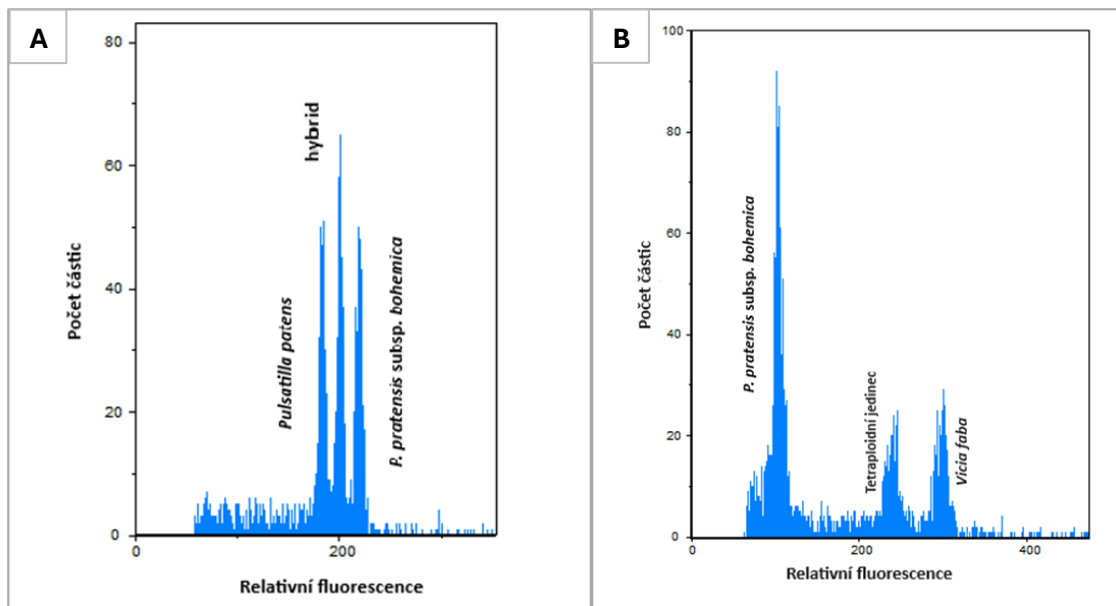 A
80
60
40
20
0
0
200
Počet částic
Relativní fluorescence
Pulsatilla patens
hybrid
P. pratensis subsp. bohemica
B
100
80
60
40
20
0
0
200
400
Počet částic
Relativní fluorescence
P. pratensis subsp. bohemica
Tetraploidní jedinec
Vicia faba